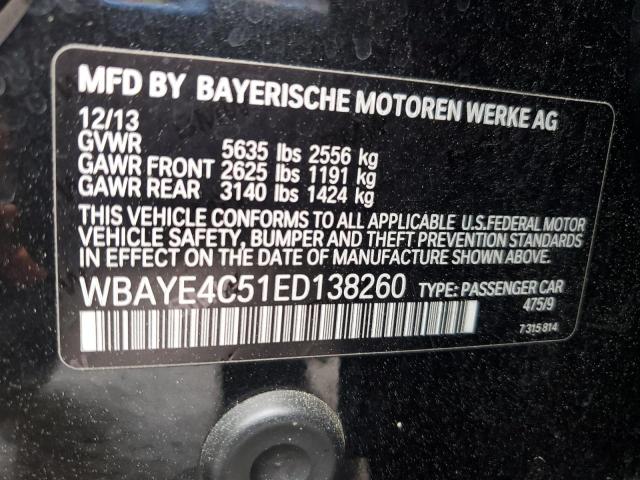 MFD BY BAYERISCHE MOTOREN WERKE AG
12/13
GVWR 5635 lbs 2556 kg
GAWR FRONT 2625 lbs 1191 kg
GAWR REAR 3140 lbs 1424 kg
THIS VEHICLE CONFORMS TO ALL APPLICABLE U.S.FEDERAL MOTOR
VEHICLE SAFETY, BUMPER AND THEFT PREVENTION STANDARDS
IN EFFECT ON THE DATE OF MANUFACTURE SHOWN ABOVE.
WBAYE4C51ED138260 TYPE: PASSENGER CAR
475/9
7 315 814